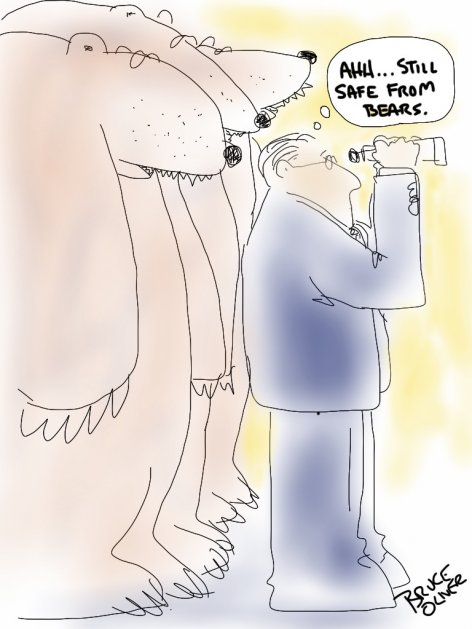 AHH... STILL
SAFE FROM
BEARS.
BRUCE
OLIVER